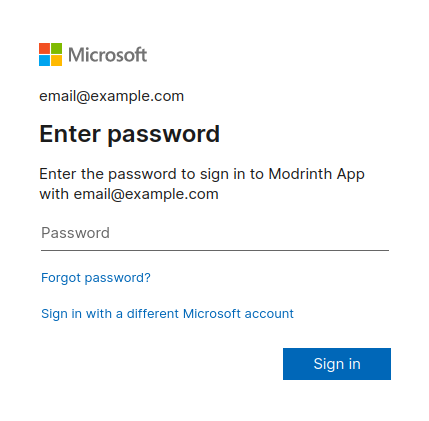 Microsoft
email@example.com
Enter password
Enter the password to sign in to Modrinth App
with email@example.com
Password
Forgot password?
Sign in with a different Microsoft account
Sign in